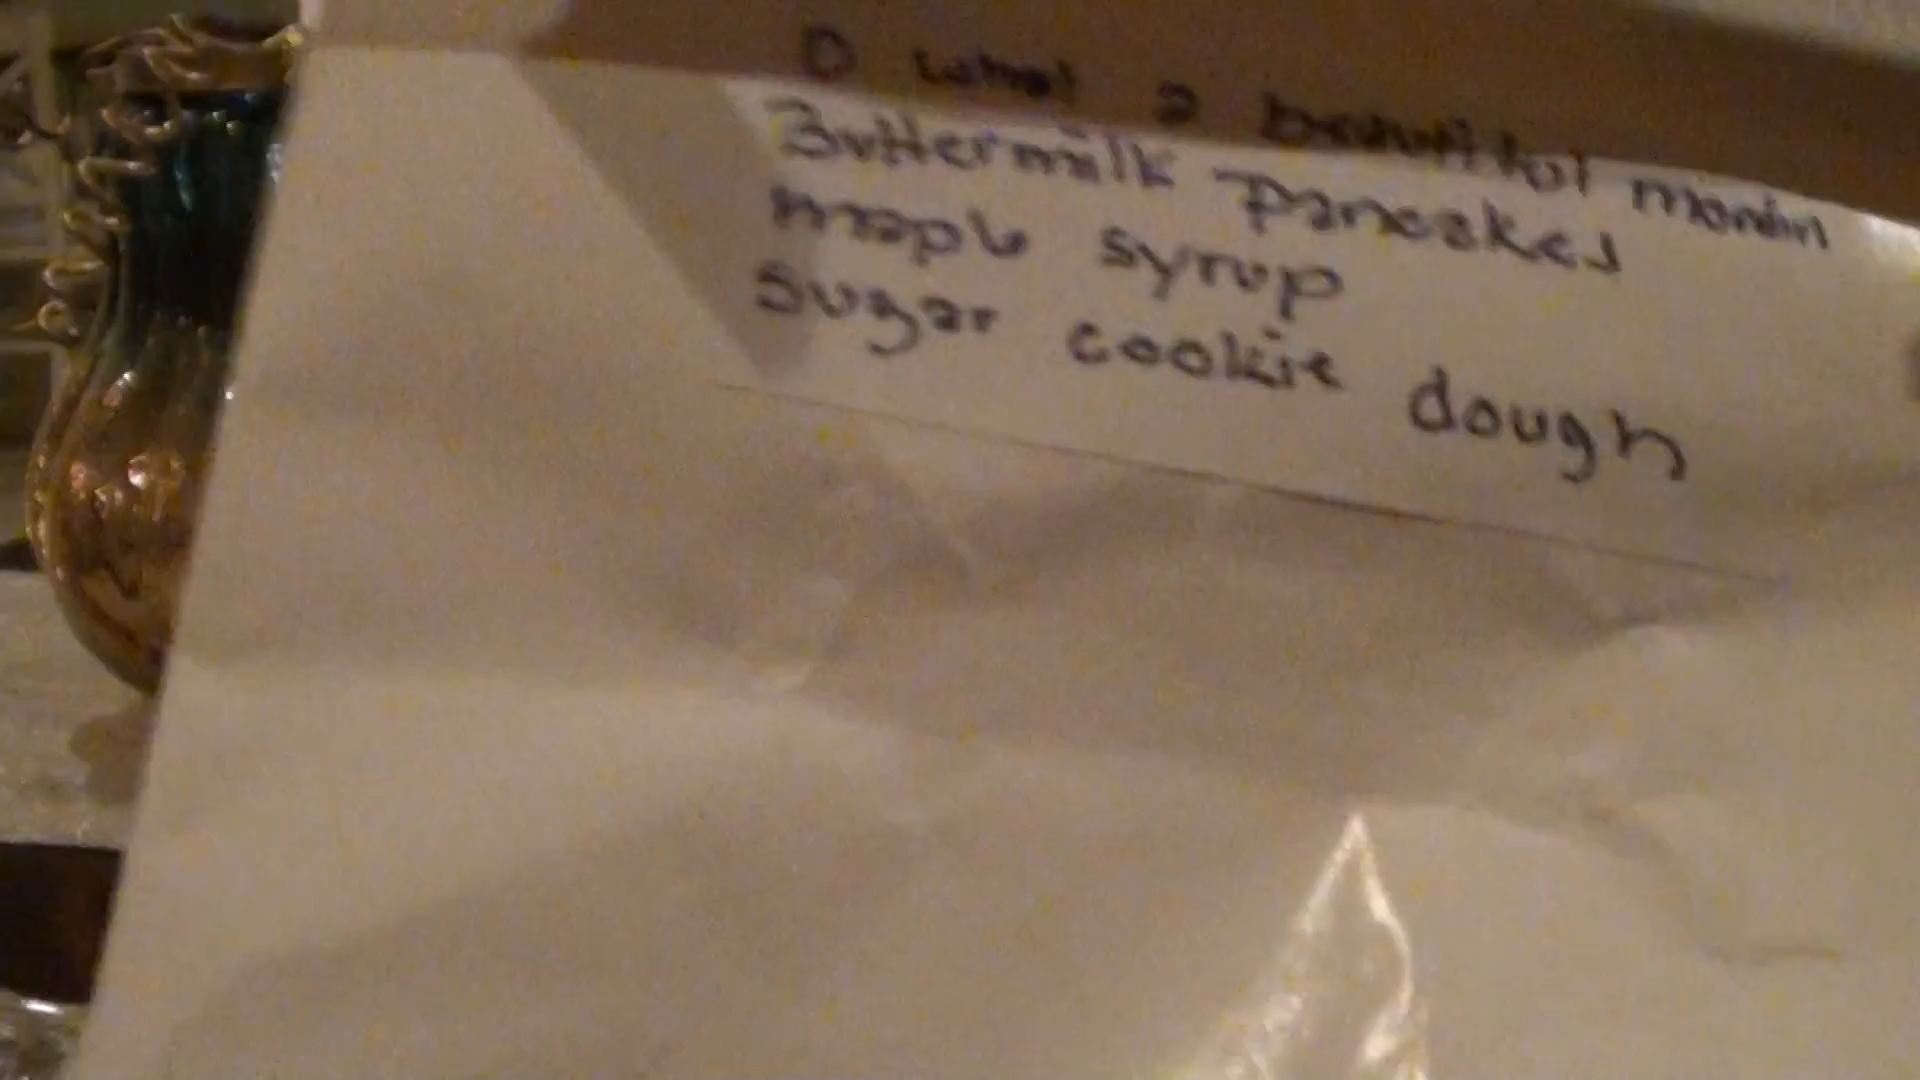 O what a beautiful mornin
Buttermilk Pancakes
maple syrup
sugar cookie dough